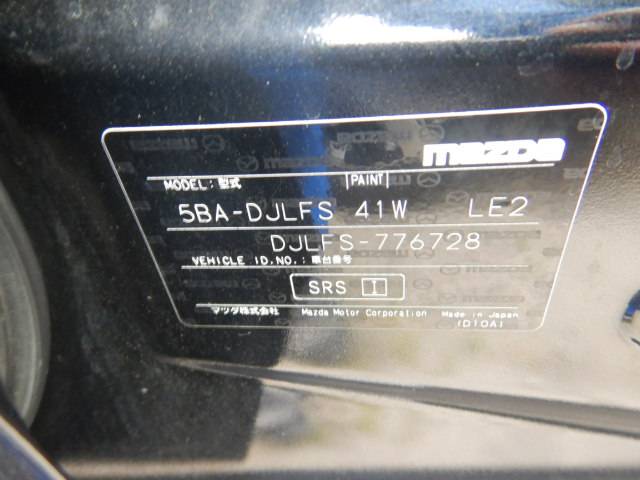 mazda
MODEL: 型式 PAINT
5BA-DJLFS 41W LE2
DJLFS-776728
VEHICLE ID.NO.: 車台番号
SRS I
マツダ株式会社 Mazda Motor Corporation Made in Japan
(D10A)